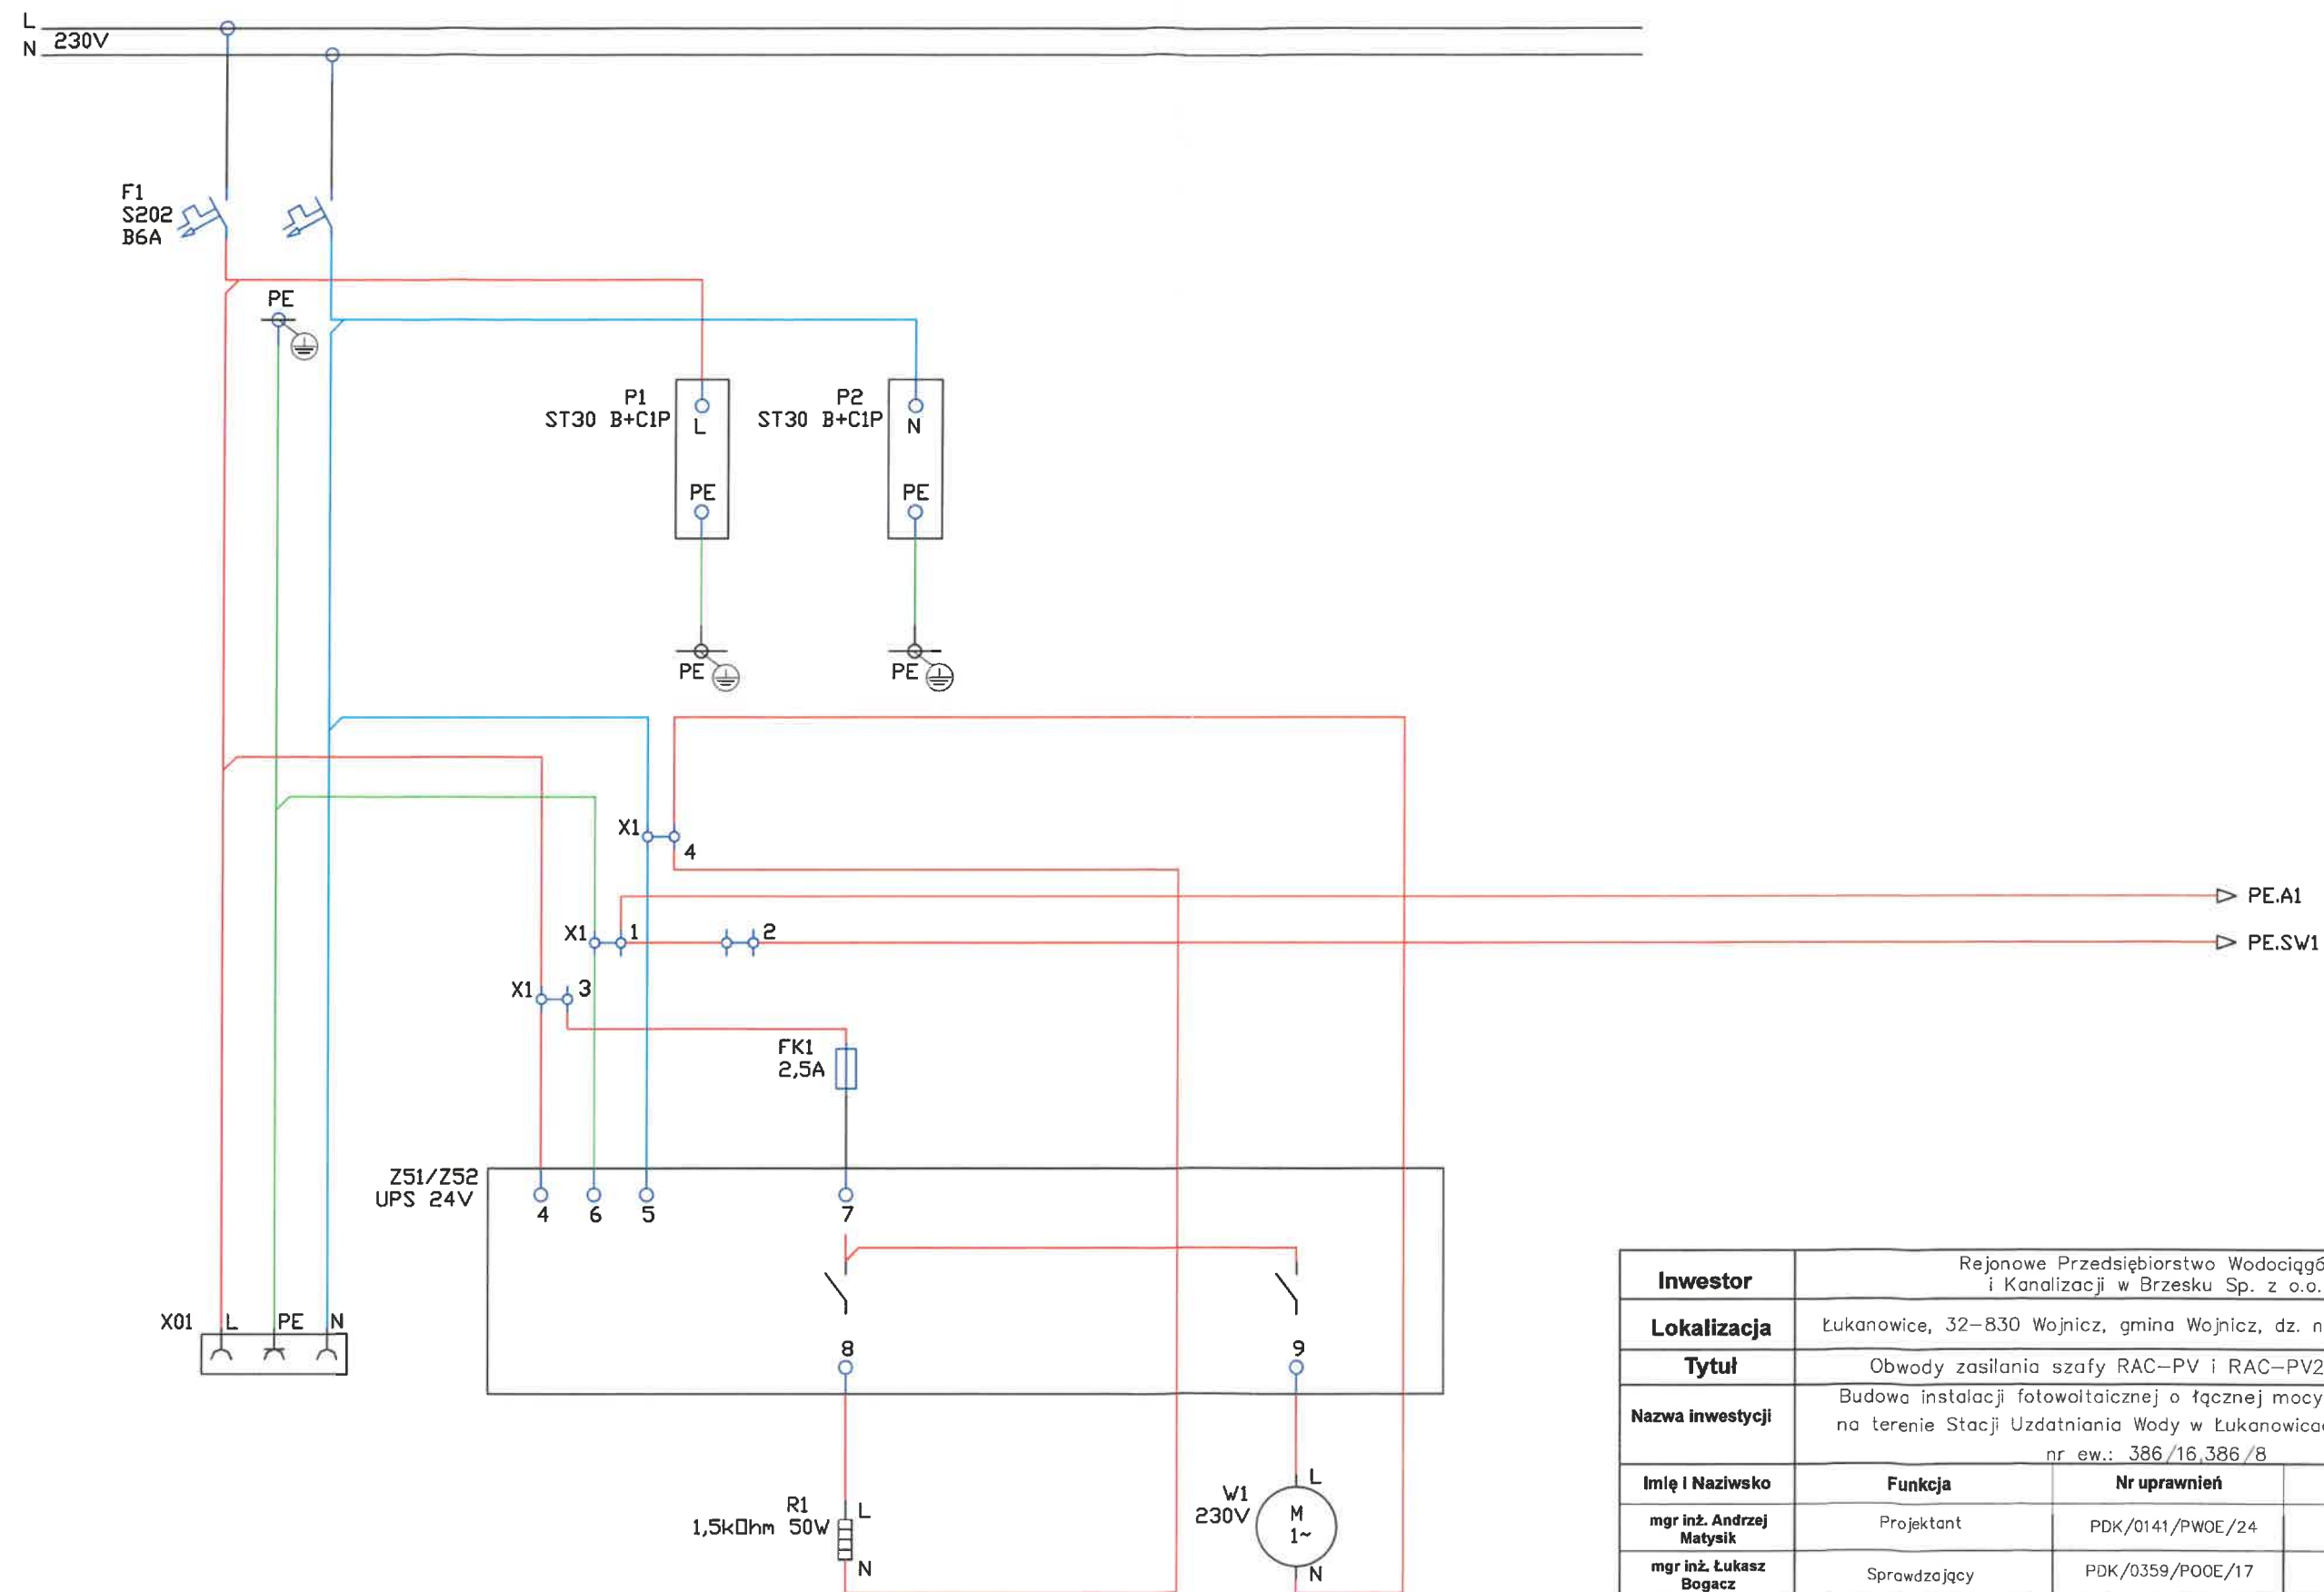 L
N 230V
F1
S202
B6A
PE
P1
ST30 B+C1P
L
PE
P2
ST30 B+C1P
N
PE
PE
PE
X1
4
PE.A1
X1
1
2
PE.SW1
X1
3
FK1
2,5A
Z51/Z52
UPS 24V
4
6
5
7
8
9
X01
L
PE
N
R1
1,5kOhm 50W
L
N
W1
230V
L
M
1~
N
Inwestor
Rejonowe Przedsiębiorstwo
i Kanalizacji w Brzesku Sp. z o.o.
Lokalizacja
Łukanowice, 32-830 Wojnicz, gmina Wojnicz, dz.
Tytuł
Obwody zasilania szafy RAC-PV i RAC-PV2
Nazwa inwestycji
Budowa instalacji fotowoltaicznej o łącznej mocy
na terenie Stacji Uzdatniania Wody w
nr ew.: 386/16,386/8
Imię i Naziwsko
Funkcja
Nr uprawnień
mgr inż. Andrzej
Matysik
Projektant
PDK/0141/PWOE/24
mgr inż. Łukasz
Bogacz
Sprawdzający
PDK/0359/POOE/17